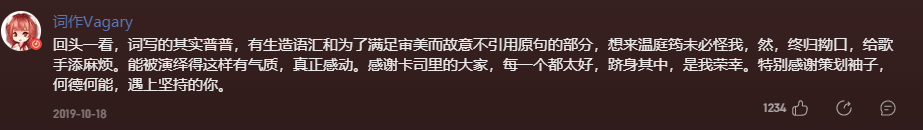 词作Vagary
回头一看，词写的其实普普，有生造语汇和为了满足审美而故意不引用原句的部分，想来温庭筠未必怪我，然，终归拗口，给歌
手添麻烦。能被演绎得这样有气质，真正感动。感谢卡司里的大家，每一个都太好，跻身其中，是我荣幸。特别感谢策划袖子，
何德何能，遇上坚持的你。
2019-10-18
1234